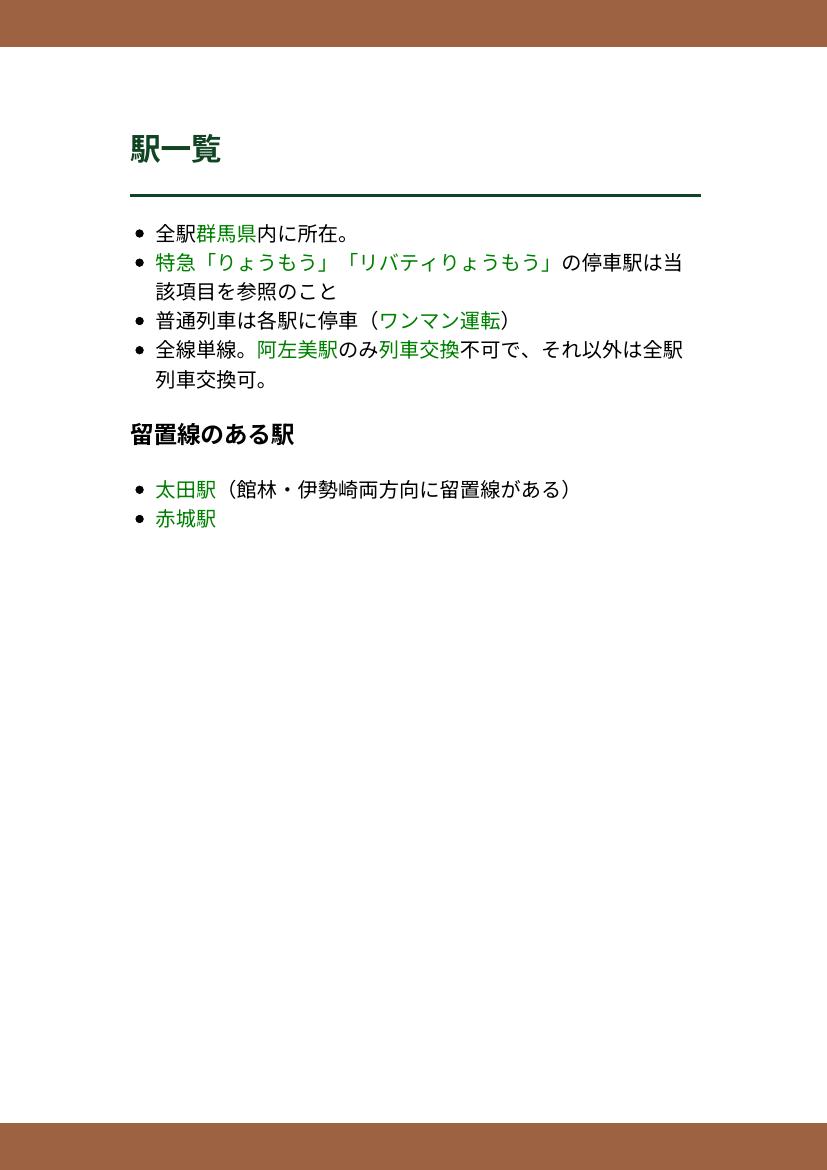 駅一覧
全駅群馬県内に所在。
特急「りょうもう」「リバティりょうもう」の停車駅は当
該項目を参照のこと
普通列車は各駅に停車（ワンマン運転）
全線単線。阿左美駅のみ列車交換不可で、それ以外は全駅
列車交換可。
留置線のある駅
太田駅（館林・伊勢崎両方向に留置線がある）
赤城駅